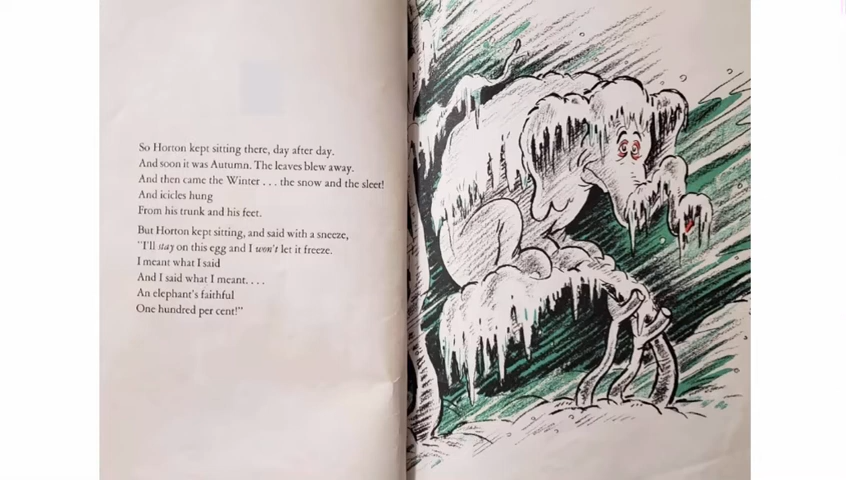 So Horton kept sitting there, day after day.
And soon it was Autumn. The leaves blew away.
And then came the Winter . . . the snow and the sleet!
And icicles hung
From his trunk and his feet.
But Horton kept sitting, and said with a sneeze,
"I'll stay on this egg and I won't let it freeze.
I meant what I said
And I said what I meant. . . .
An elephant's faithful
One hundred per cent!"